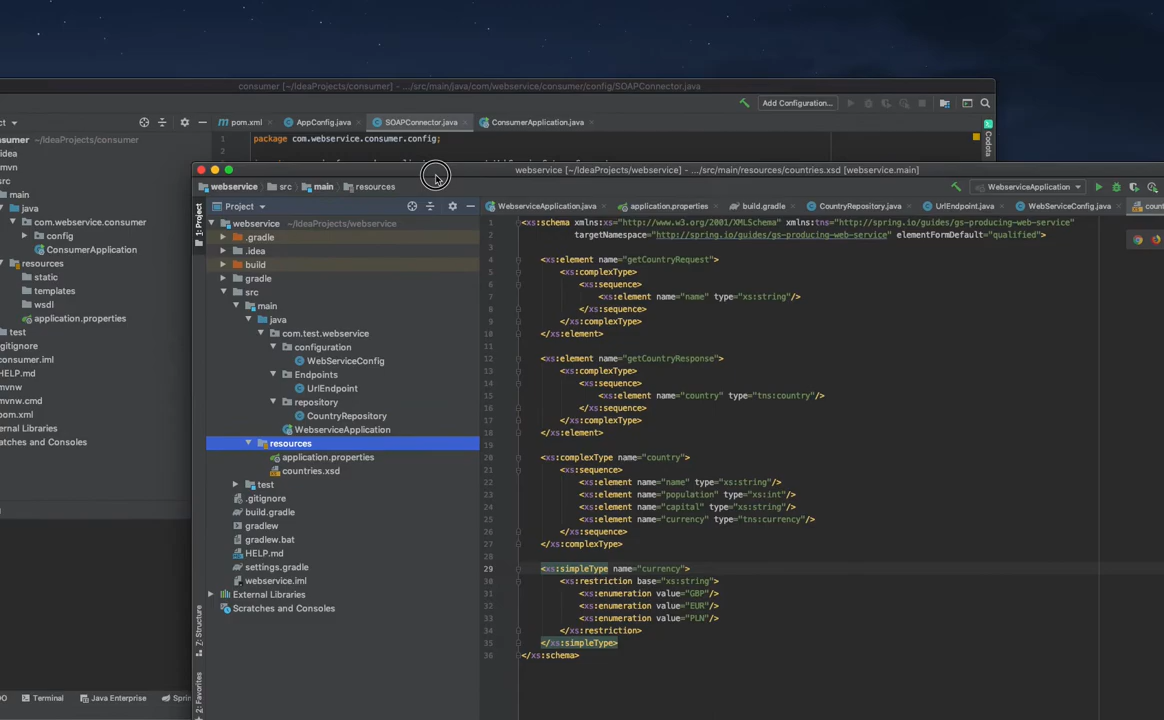 consumer [~/IdeaProjects/consumer] - .../src/main/java/com/webservice/consumer/config/SOAPConnector.java
Add Configuration...
pom.xml AppConfig.java SOAPConnector.java ConsumerApplication.java
Codota
package com.webservice.consumer.config;
1
2
consumer ~/IdeaProjects/consumer
main
java
com.webservice.consumer
config
ConsumerApplication
resources
static
templates
wsdl
application.properties
test
HELP.md
mvnw
mvnw.cmd
Terminal Java Enterprise
webservice [~/IdeaProjects/webservice] - .../src/main/resources/countries.xsd [webservice.main]
webservice src main resources
WebserviceApplication
1: Project
Project
WebserviceApplication.java application.properties build.gradle CountryRepository.java UrlEndpoint.java WebServiceConfig.java
webservice ~/IdeaProjects/webservice
.gradle
.idea
build
gradle
src
main
java
com.test.webservice
configuration
WebServiceConfig
Endpoints
UrlEndpoint
repository
CountryRepository
WebserviceApplication
resources
application.properties
countries.xsd
test
.gitignore
build.gradle
gradlew
gradlew.bat
HELP.md
settings.gradle
webservice.iml
External Libraries
Scratches and Consoles
7: Structure
2: Favorites
1 <xs:schema xmlns:xs="http://www.w3.org/2001/XMLSchema" xmlns:tns="http://spring.io/guides/gs-producing-web-service"
2 targetNamespace="http://spring.io/guides/gs-producing-web-service" elementFormDefault="qualified">
3
4 <xs:element name="getCountryRequest">
5 <xs:complexType>
6 <xs:sequence>
7 <xs:element name="name" type="xs:string"/>
8 </xs:sequence>
9 </xs:complexType>
10 </xs:element>
11
12 <xs:element name="getCountryResponse">
13 <xs:complexType>
14 <xs:sequence>
15 <xs:element name="country" type="tns:country"/>
16 </xs:sequence>
17 </xs:complexType>
18 </xs:element>
19
20 <xs:complexType name="country">
21 <xs:sequence>
22 <xs:element name="name" type="xs:string"/>
23 <xs:element name="population" type="xs:int"/>
24 <xs:element name="capital" type="xs:string"/>
25 <xs:element name="currency" type="tns:currency"/>
26 </xs:sequence>
27 </xs:complexType>
28
29 <xs:simpleType name="currency">
30 <xs:restriction base="xs:string">
31 <xs:enumeration value="GBP"/>
32 <xs:enumeration value="EUR"/>
33 <xs:enumeration value="PLN"/>
34 </xs:restriction>
35 </xs:simpleType>
36 </xs:schema>